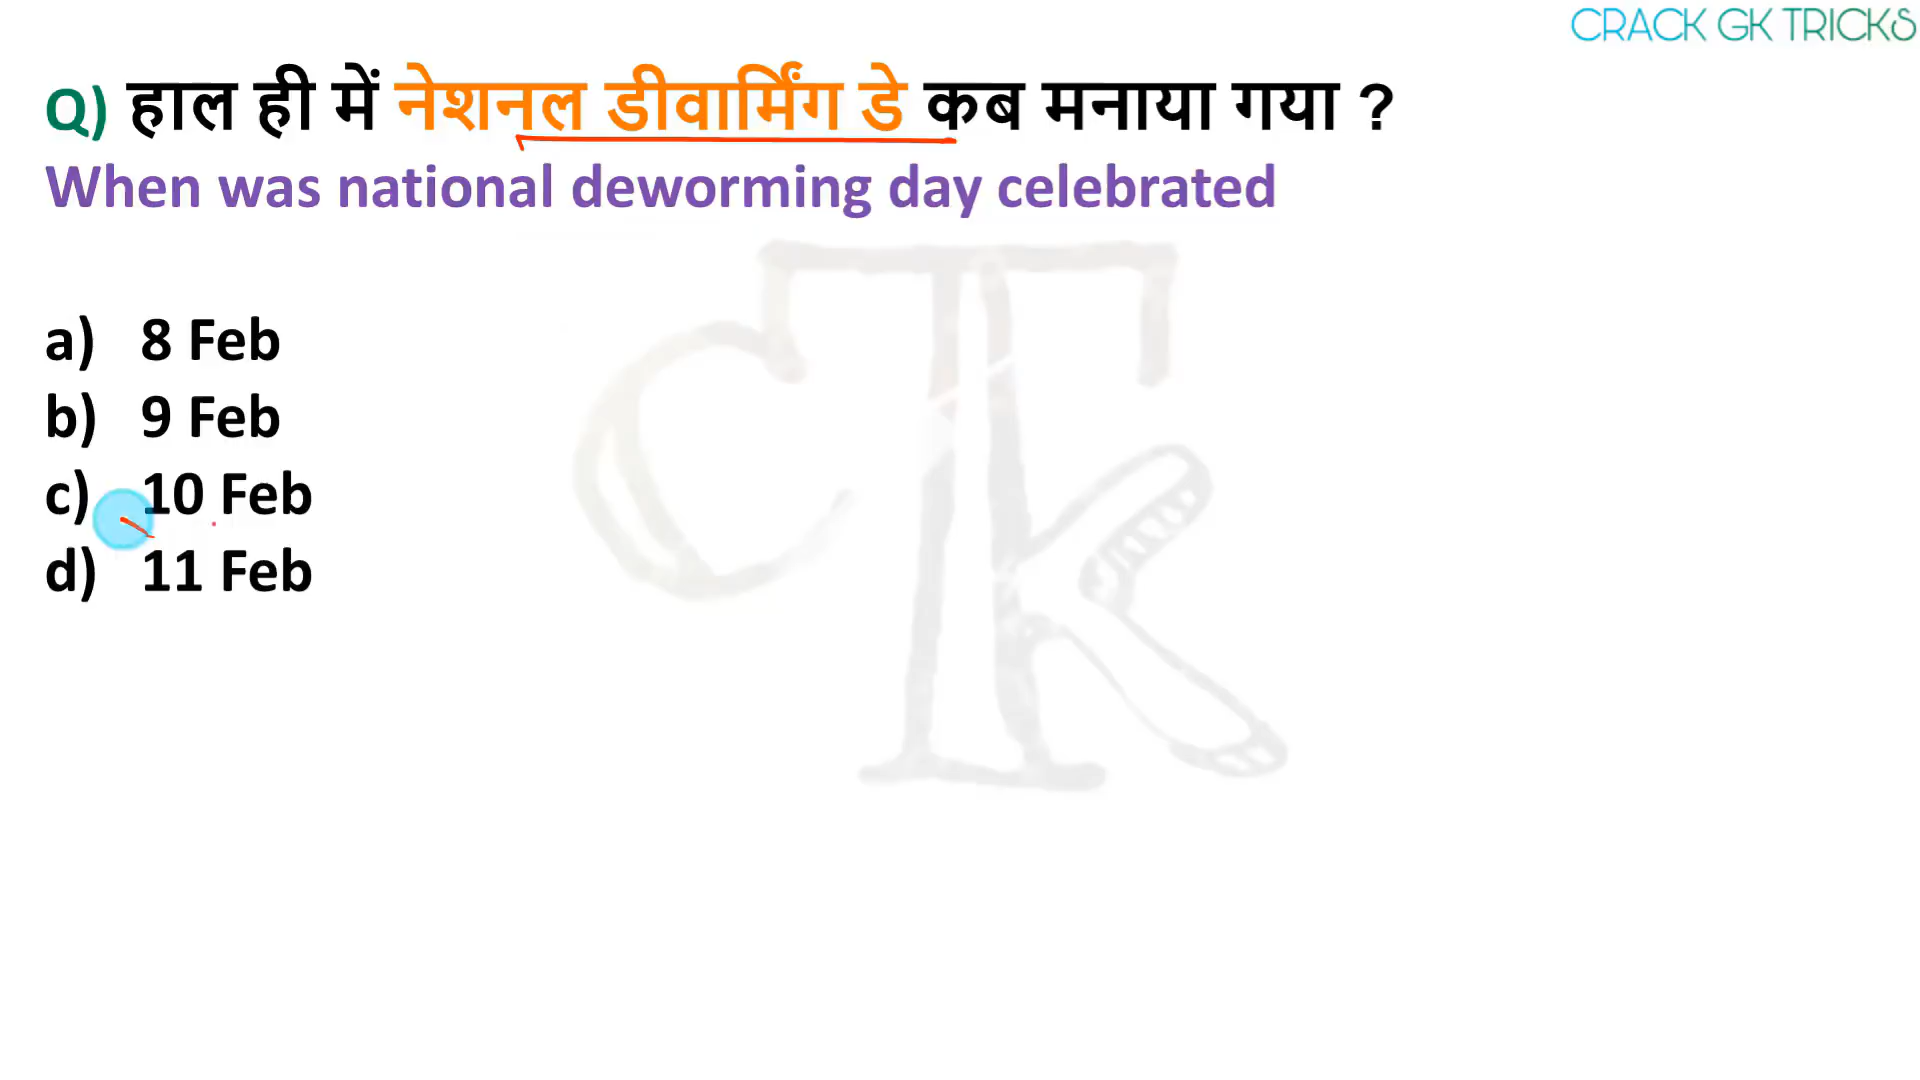 CRACK GK TRICKS
Q) हाल ही में नेशनल डीवार्मिंग डे कब मनाया गया ?
When was national deworming day celebrated
a) 8 Feb
b) 9 Feb
c) 10 Feb
d) 11 Feb